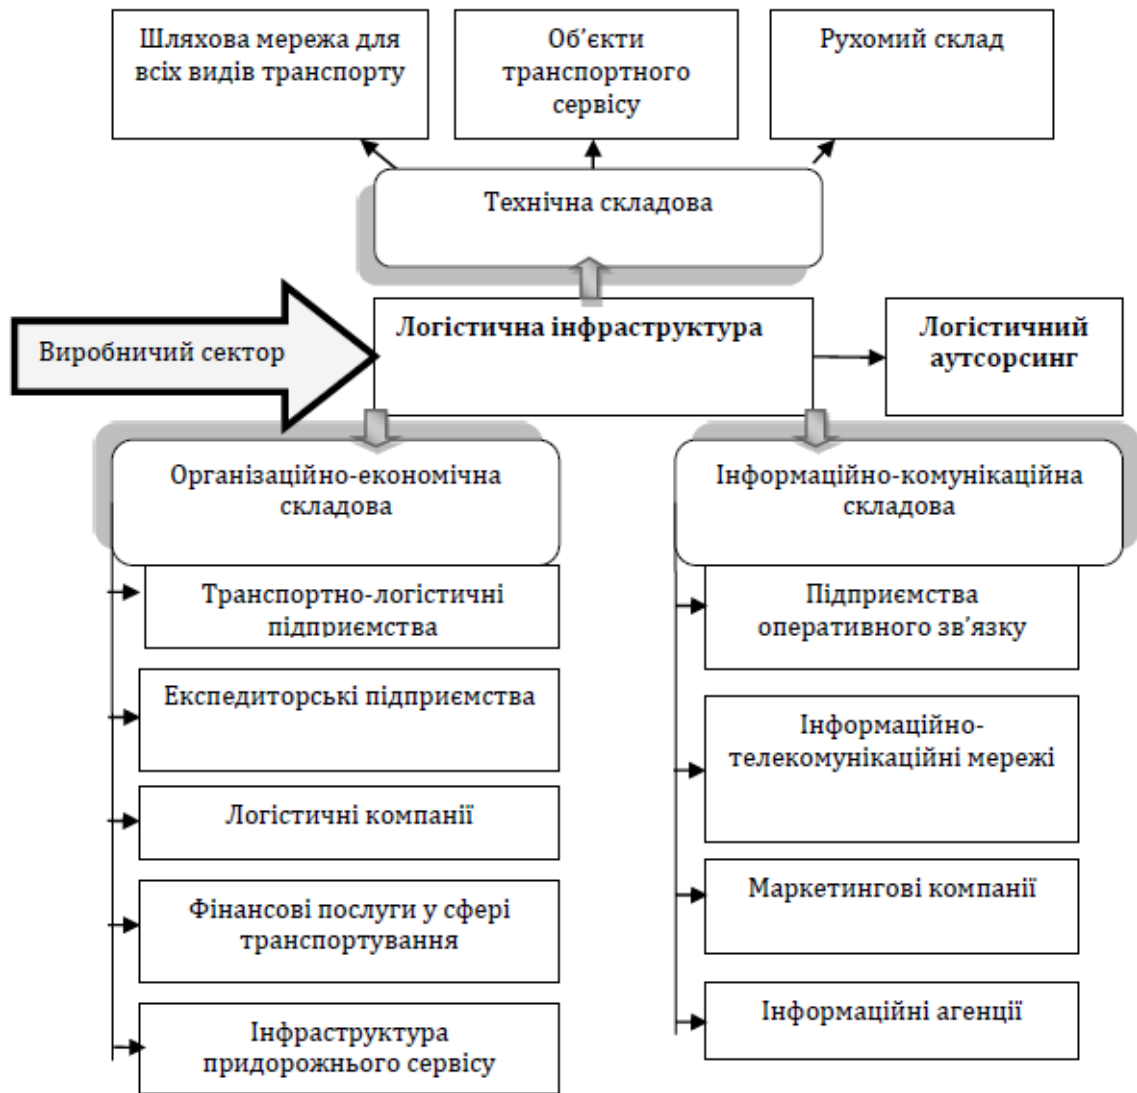 Шляхова мережа для
всіх видів транспорту
Об’єкти
транспортного
сервісу
Рухомий склад
Технічна складова
Виробничий сектор
Логістична інфраструктура
Логістичний
аутсорсинг
Організаційно-економічна
складова
Транспортно-логістичні
підприємства
Експедиторські підприємства
Логістичні компанії
Фінансові послуги у сфері
транспортування
Інфраструктура
придорожнього сервісу
Інформаційно-комунікаційна
складова
Підприємства
оперативного зв’язку
Інформаційно-
телекомунікаційні мережі
Маркетингові компанії
Інформаційні агенції